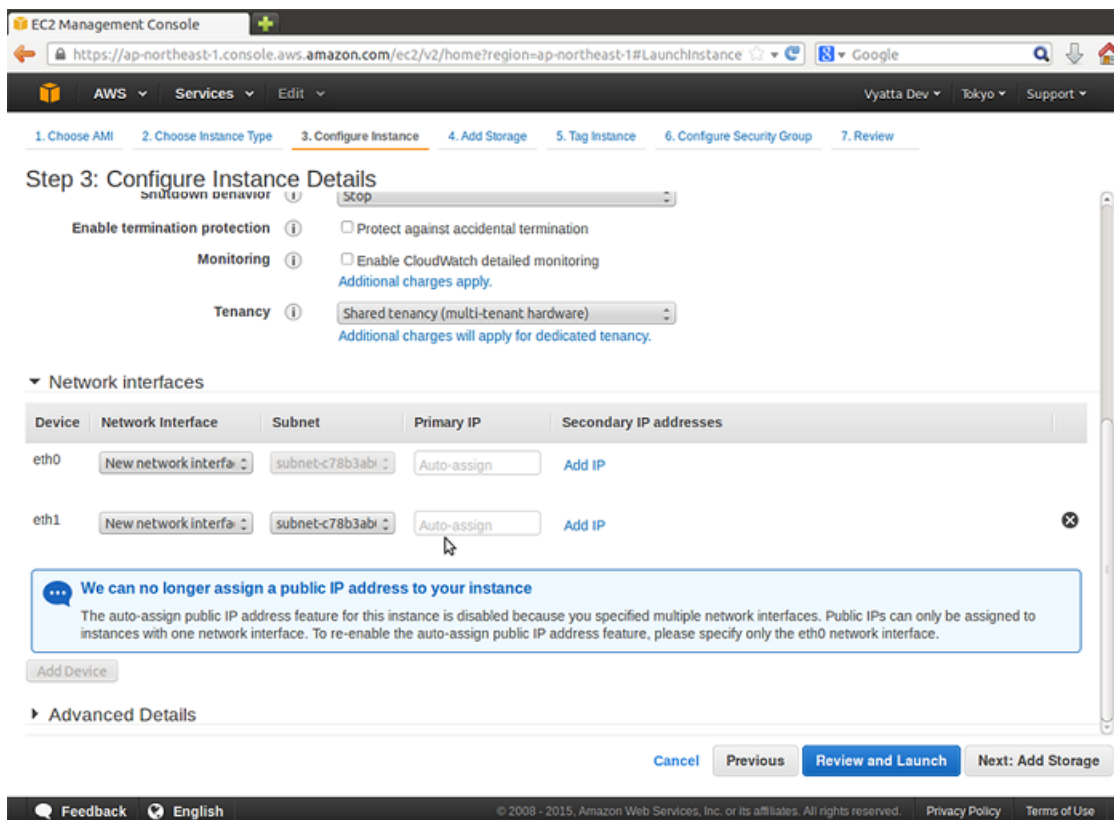 EC2 Management Console
https://ap-northeast-1.console.aws.amazon.com/ec2/v2/home?region=ap-northeast-1#LaunchInstance
Google
AWS Services Edit Vyatta Dev Tokyo Support
1. Choose AMI 2. Choose Instance Type 3. Configure Instance 4. Add Storage 5. Tag Instance 6. Configure Security Group 7. Review
Step 3: Configure Instance Details
Shutdown behavior Stop
Enable termination protection Protect against accidental termination
Monitoring Enable CloudWatch detailed monitoring
Additional charges apply.
Tenancy Shared tenancy (multi-tenant hardware)
Additional charges will apply for dedicated tenancy.
Network interfaces
Device Network Interface Subnet Primary IP Secondary IP addresses
eth0 New network interfa subnet-c78b3ab Auto-assign Add IP
eth1 New network interfa subnet-c78b3ab Auto-assign Add IP
We can no longer assign a public IP address to your instance
The auto-assign public IP address feature for this instance is disabled because you specified multiple network interfaces. Public IPs can only be assigned to
instances with one network interface. To re-enable the auto-assign public IP address feature, please specify only the eth0 network interface.
Add Device
Advanced Details
Cancel Previous Review and Launch Next: Add Storage
Feedback English © 2008 - 2015, Amazon Web Services, Inc. or its affiliates. All rights reserved. Privacy Policy Terms of Use